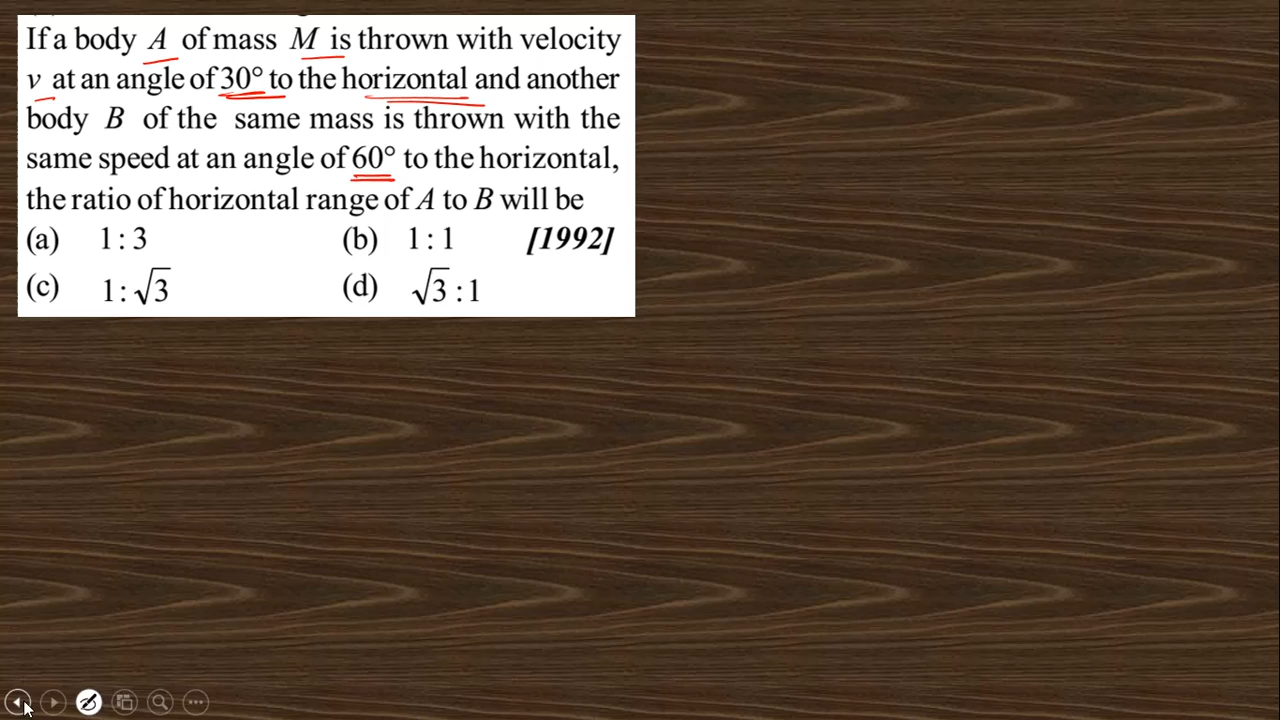 If a body A of mass M is thrown with velocity
v at an angle of 30° to the horizontal and another
body B of the same mass is thrown with the
same speed at an angle of 60° to the horizontal,
the ratio of horizontal range of A to B will be
(a) 1 : 3 (b) 1 : 1 [1992]
(c) 1 : √3 (d) √3 : 1